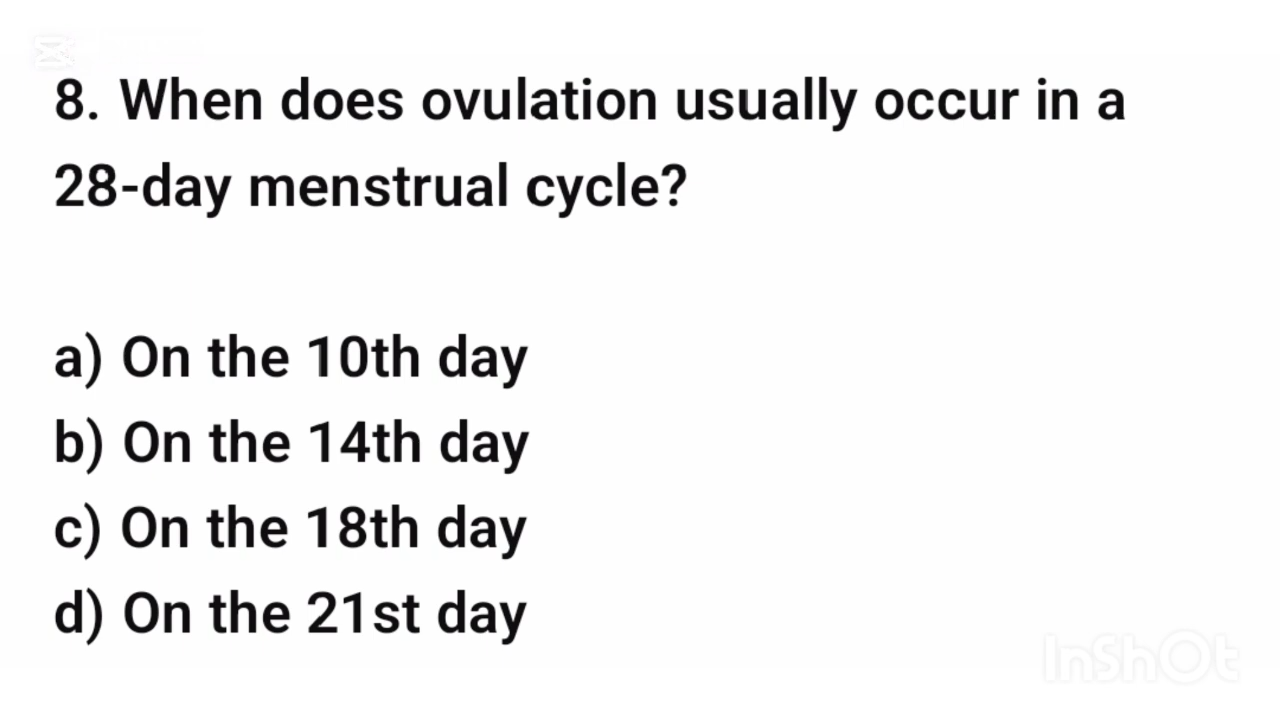 8. When does ovulation usually occur in a
28-day menstrual cycle?
a) On the 10th day
b) On the 14th day
c) On the 18th day
d) On the 21st day
InShOt